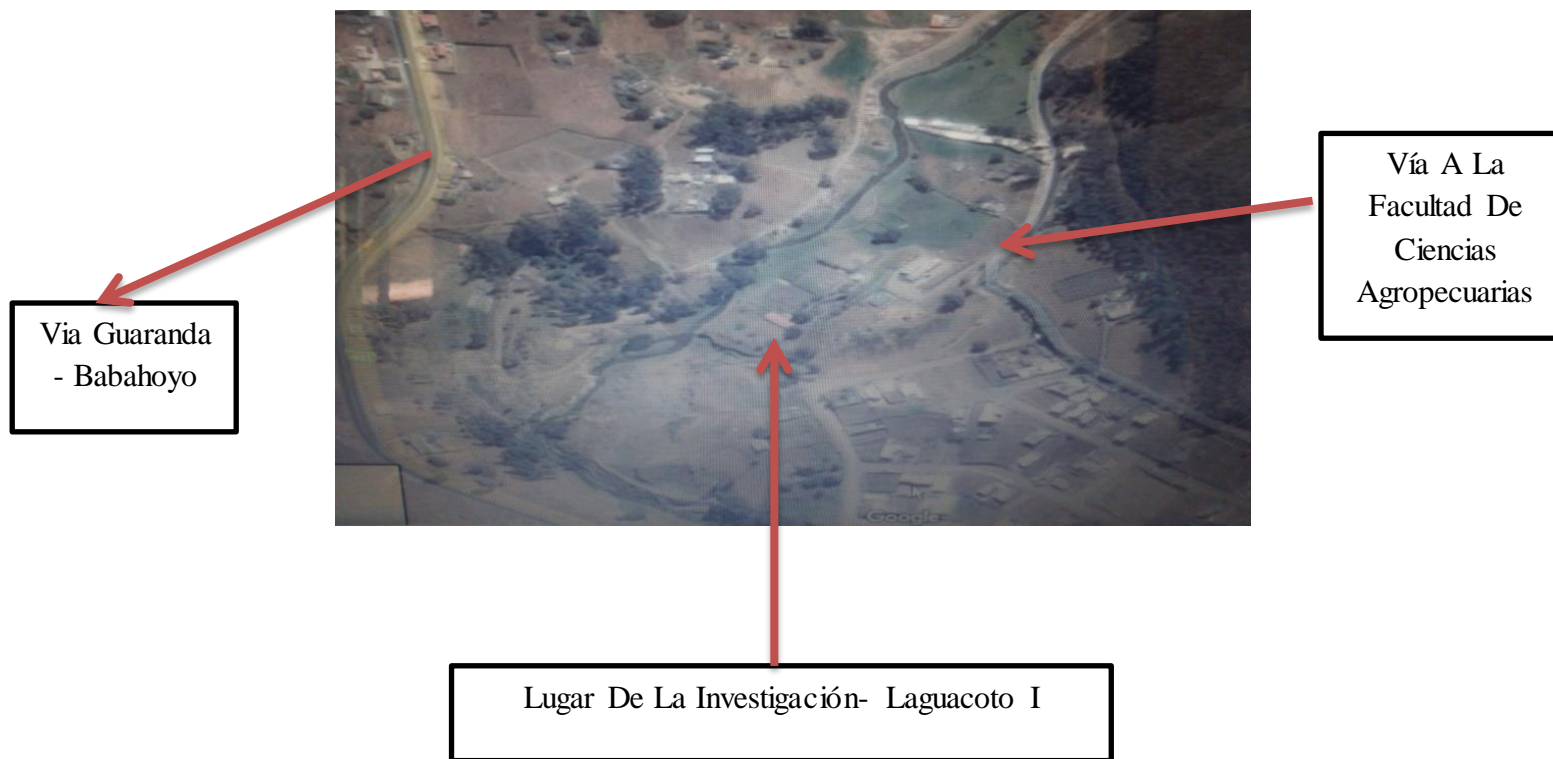 Vía A La
Facultad De
Ciencias
Agropecuarias
Via Guaranda
- Babahoyo
Google
Lugar De La Investigación- Laguacoto I